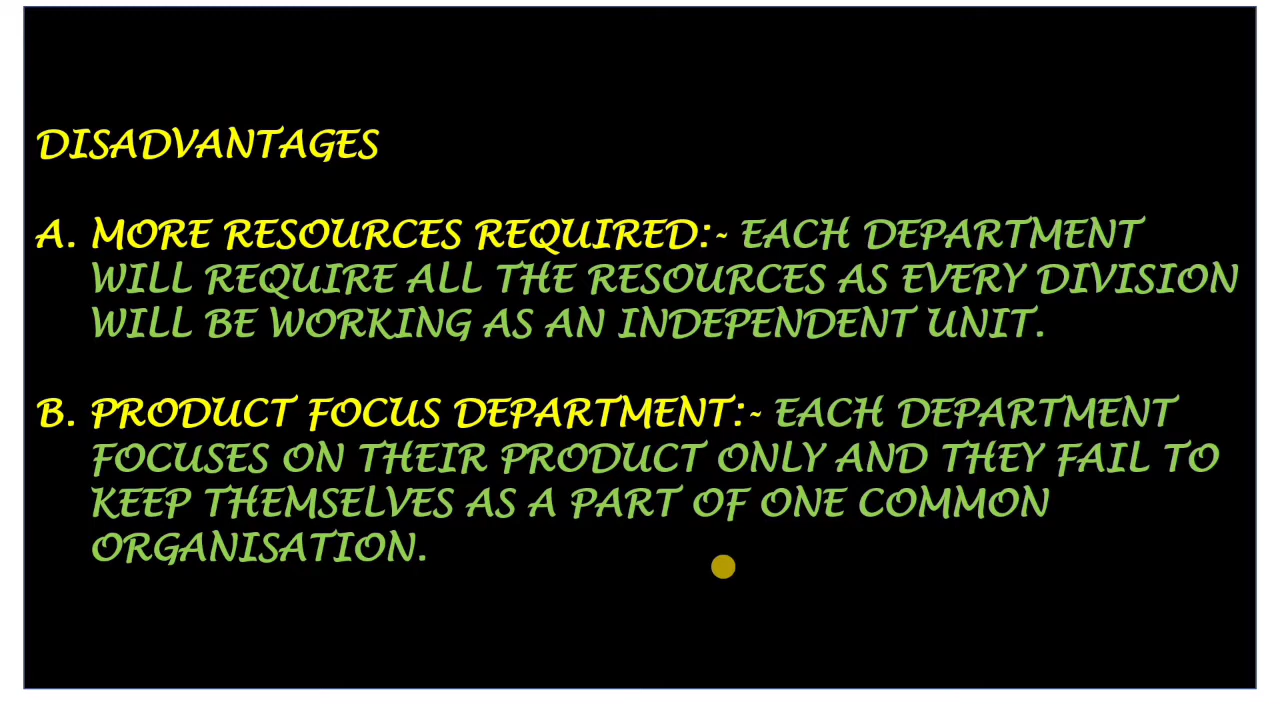 DISADVANTAGES
A. MORE RESOURCES REQUIRED:- EACH DEPARTMENT
WILL REQUIRE ALL THE RESOURCES AS EVERY DIVISION
WILL BE WORKING AS AN INDEPENDENT UNIT.
B. PRODUCT FOCUS DEPARTMENT:- EACH DEPARTMENT
FOCUSES ON THEIR PRODUCT ONLY AND THEY FAIL TO
KEEP THEMSELVES AS A PART OF ONE COMMON
ORGANISATION.